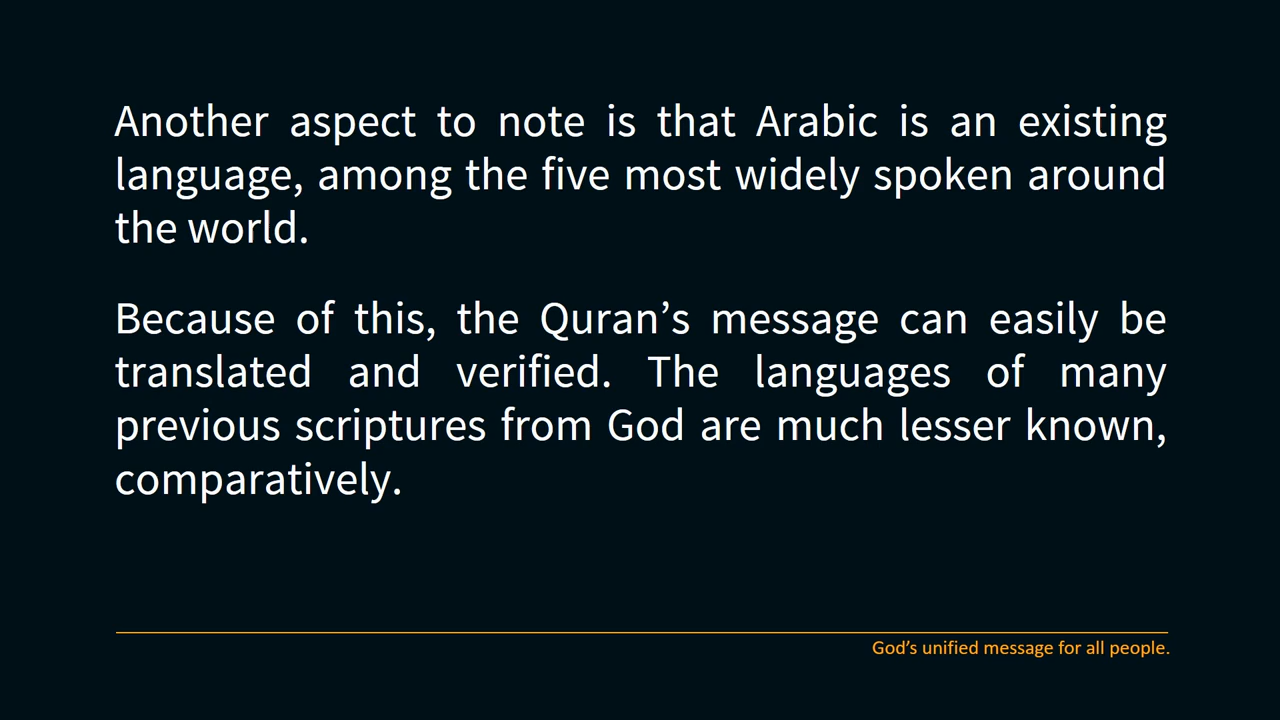 Another aspect to note is that Arabic is an existing
language, among the five most widely spoken around
the world.
Because of this, the Quran’s message can easily be
translated and verified. The languages of many
previous scriptures from God are much lesser known,
comparatively.
God’s unified message for all people.